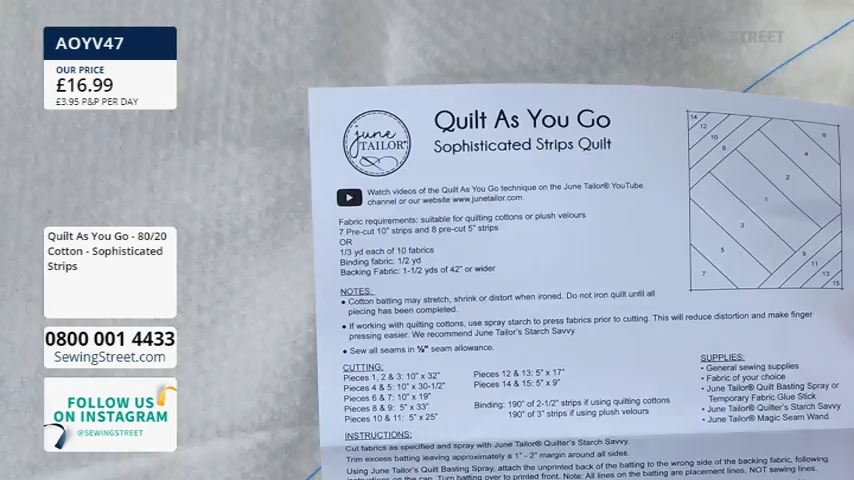 AOYV47
OUR PRICE
£16.99
£3.95 P&P PER DAY
Quilt As You Go - 80/20
Cotton - Sophisticated
Strips
0800 001 4433
SewingStreet.com
FOLLOW US
ON INSTAGRAM
@SEWINGSTREET
SEWING STREET
june
TAILOR
Quilt As You Go
Sophisticated Strips Quilt
Watch videos of the Quilt As You Go technique on the June Tailor® YouTube
channel or our website www.junetailor.com.
Fabric requirements: suitable for quilting cottons or plush velours
7 Pre-cut 10" strips and 8 pre-cut 5" strips
OR
1/3 yd each of 10 fabrics
Binding fabric: 1/2 yd
Backing Fabric: 1-1/2 yds of 42" or wider
NOTES:
• Cotton batting may stretch, shrink or distort when ironed. Do not iron quilt until all
piecing has been completed.
• If working with quilting cottons, use spray starch to press fabrics prior to cutting. This will reduce distortion and make finger
pressing easier. We recommend June Tailor's Starch Savvy.
• Sew all seams in ¼" seam allowance.
CUTTING:
Pieces 1, 2 & 3: 10" x 32"
Pieces 4 & 5: 10" x 30-1/2"
Pieces 6 & 7: 10" x 19"
Pieces 8 & 9: 5" x 33"
Pieces 10 & 11: 5" x 25"
Pieces 12 & 13: 5" x 17"
Pieces 14 & 15: 5" x 9"
Binding: 190" of 2-1/2" strips if using quilting cottons
190" of 3" strips if using plush velours
SUPPLIES:
• General sewing supplies
• Fabric of your choice
• June Tailor® Quilt Basting Spray or
Temporary Fabric Glue Stick
• June Tailor® Quilter's Starch Savvy
• June Tailor® Magic Seam Wand
INSTRUCTIONS:
Cut fabrics as specified and spray with June Tailor® Quilter's Starch Savvy.
Trim excess batting leaving approximately a 1" - 2" margin around all sides.
Using June Tailor's Quilt Basting Spray, attach the unprinted back of the batting to the wrong side of the backing fabric, following
instructions on the can. Turn batting over to printed front. Note: All lines on the batting are placement lines, NOT sewing lines.
14
12
10
8
6
4
2
1
3
5
7
9
11
13
15